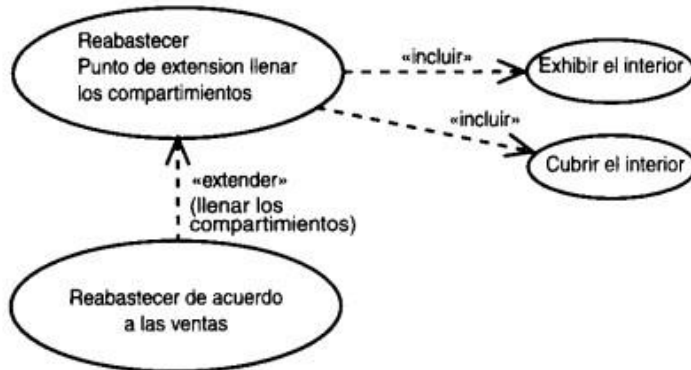 Reabastecer
Punto de extension llenar
los compartimientos
«incluir»
Exhibir el interior
«incluir»
Cubrir el interior
«extender»
(llenar los
compartimientos)
Reabastecer de acuerdo
a las ventas